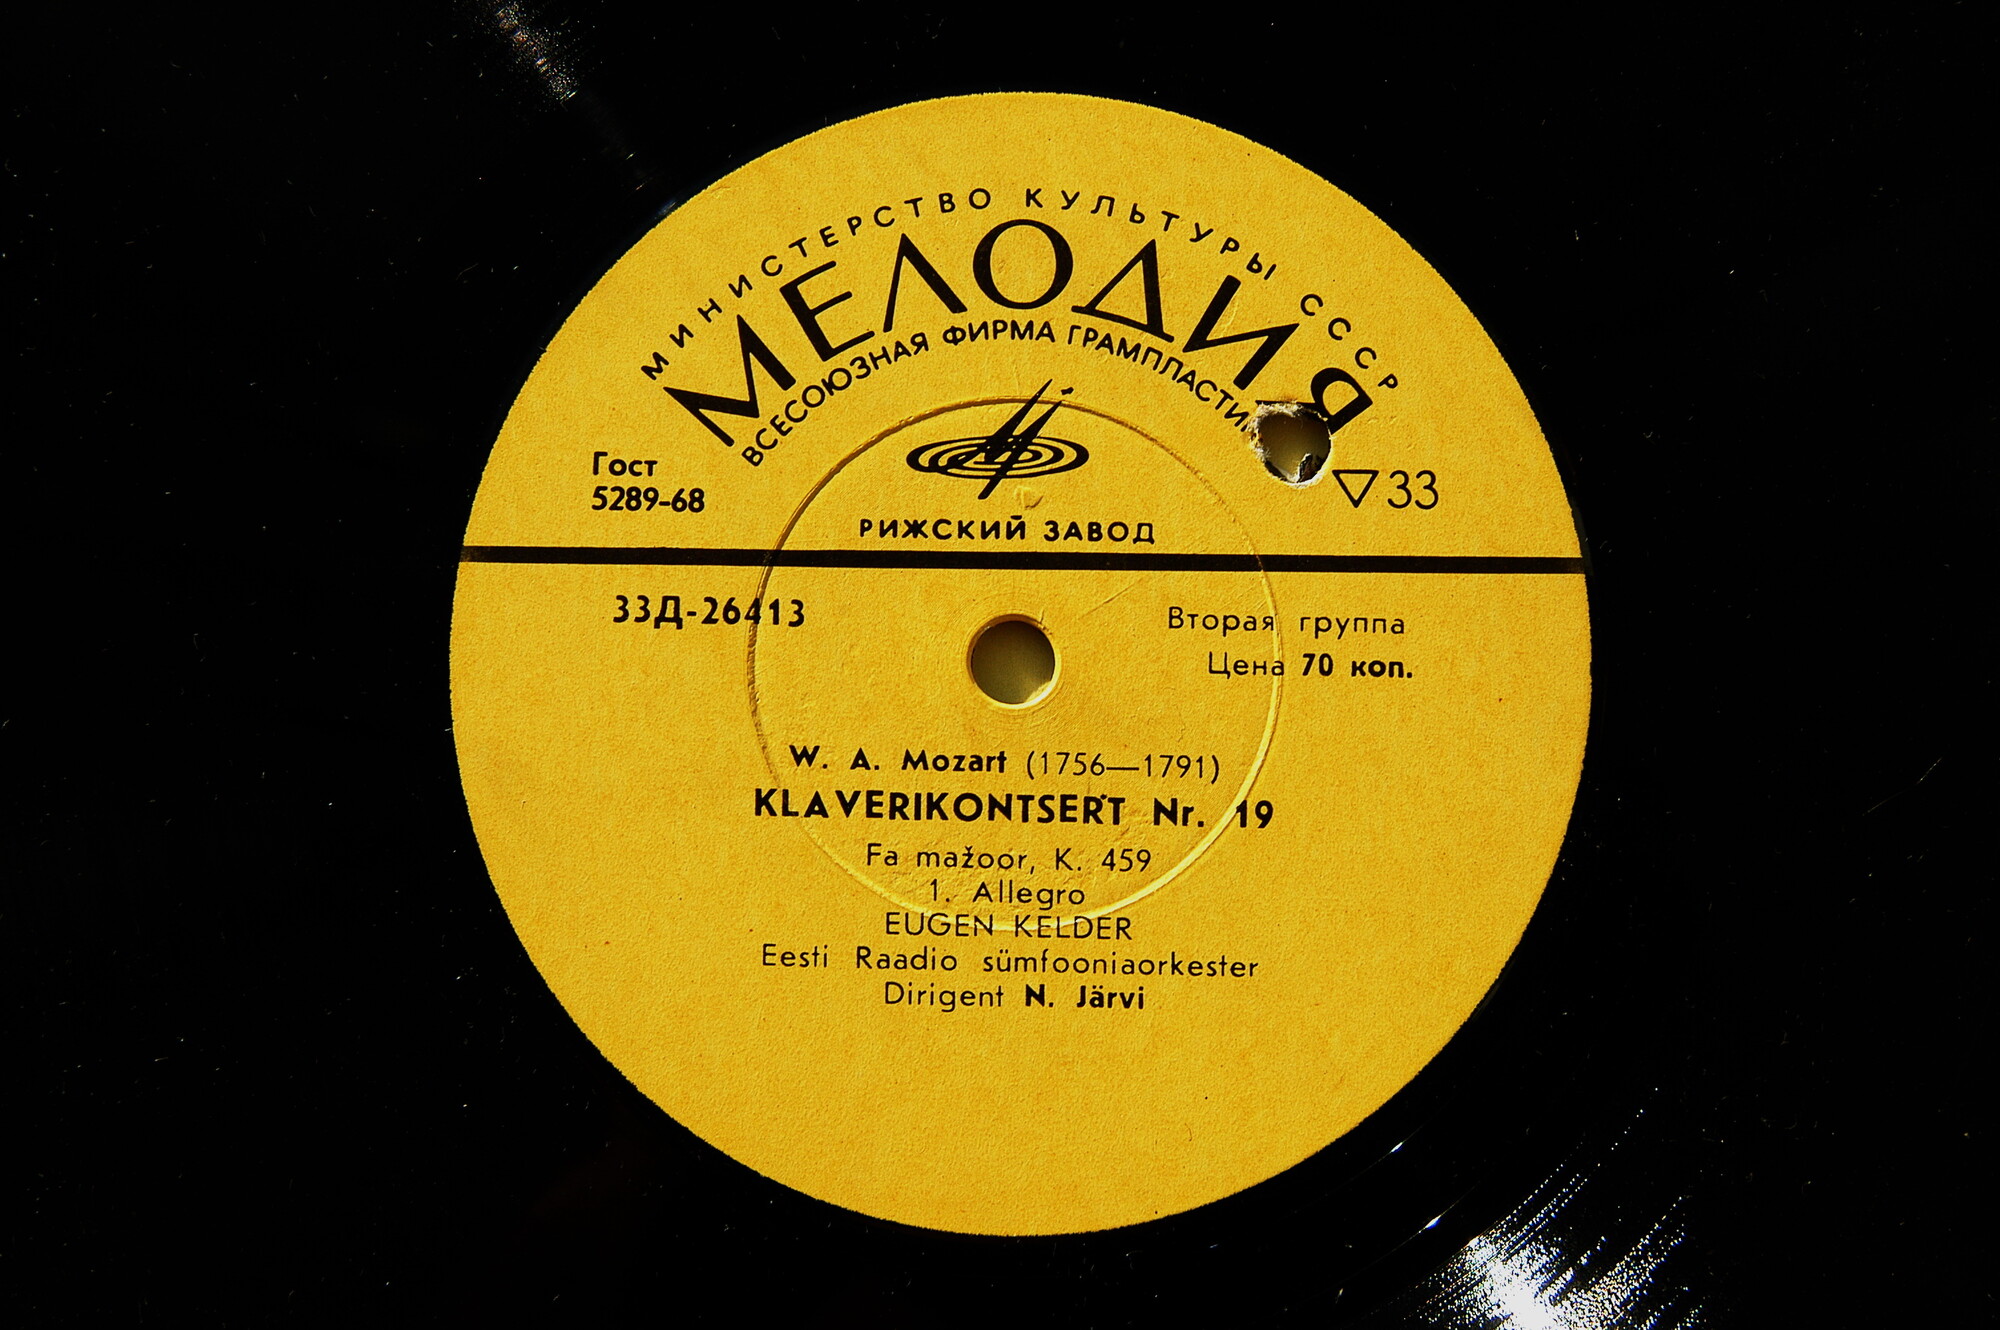 МИНИСТЕРСТВО КУЛЬТУРЫ СССР
МЕЛОДИЯ
ВСЕСОЮЗНАЯ ФИРМА ГРАМПЛАСТИН
Гост
5289-68
▽33
РИЖСКИЙ ЗАВОД
33Д-26413
Вторая группа
Цена 70 коп.
W. A. Mozart (1756—1791)
KLAVERIKONTSERT Nr. 19
Fa mažoor, K. 459
1. Allegro
EUGEN KELDER
Eesti Raadio sümfooniaorkester
Dirigent N. Järvi